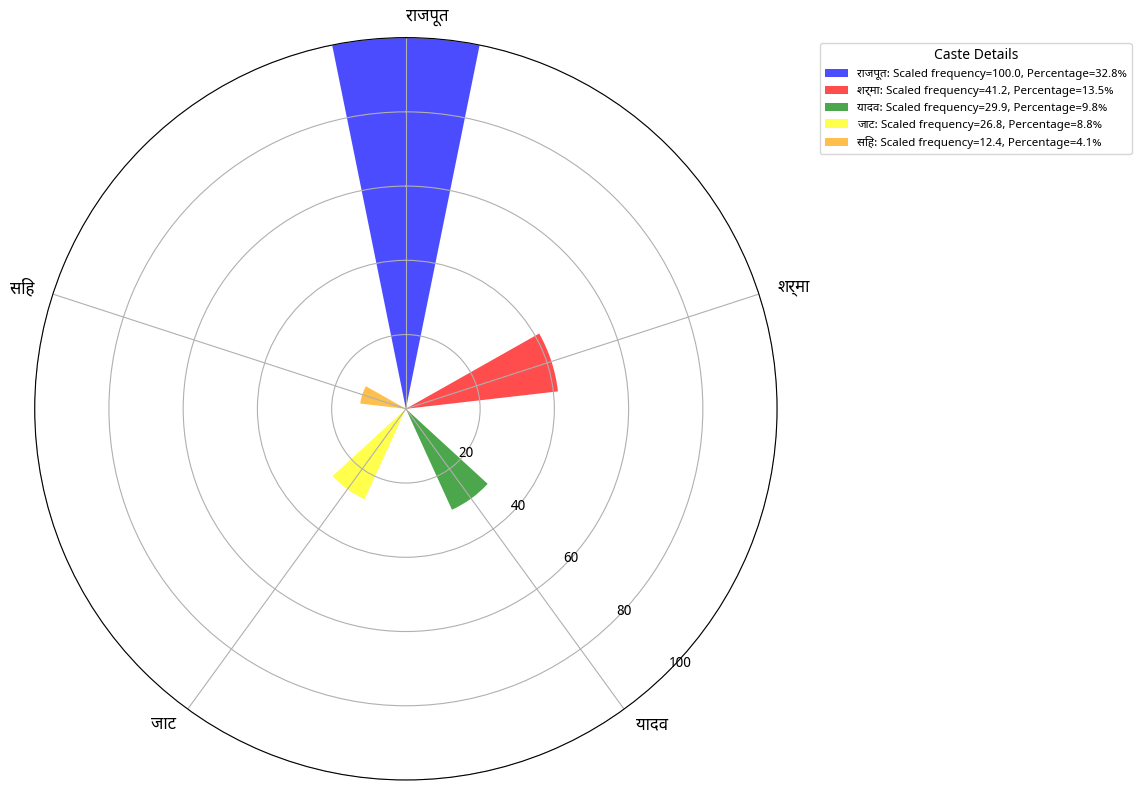 राजपूत
Caste Details
राजपूत: Scaled frequency=100.0, Percentage=32.8%
शर्मा: Scaled frequency=41.2, Percentage=13.5%
यादव: Scaled frequency=29.9, Percentage=9.8%
जाट: Scaled frequency=26.8, Percentage=8.8%
सहि: Scaled frequency=12.4, Percentage=4.1%
सहि
शर्मा
20
40
60
80
100
जाट
यादव